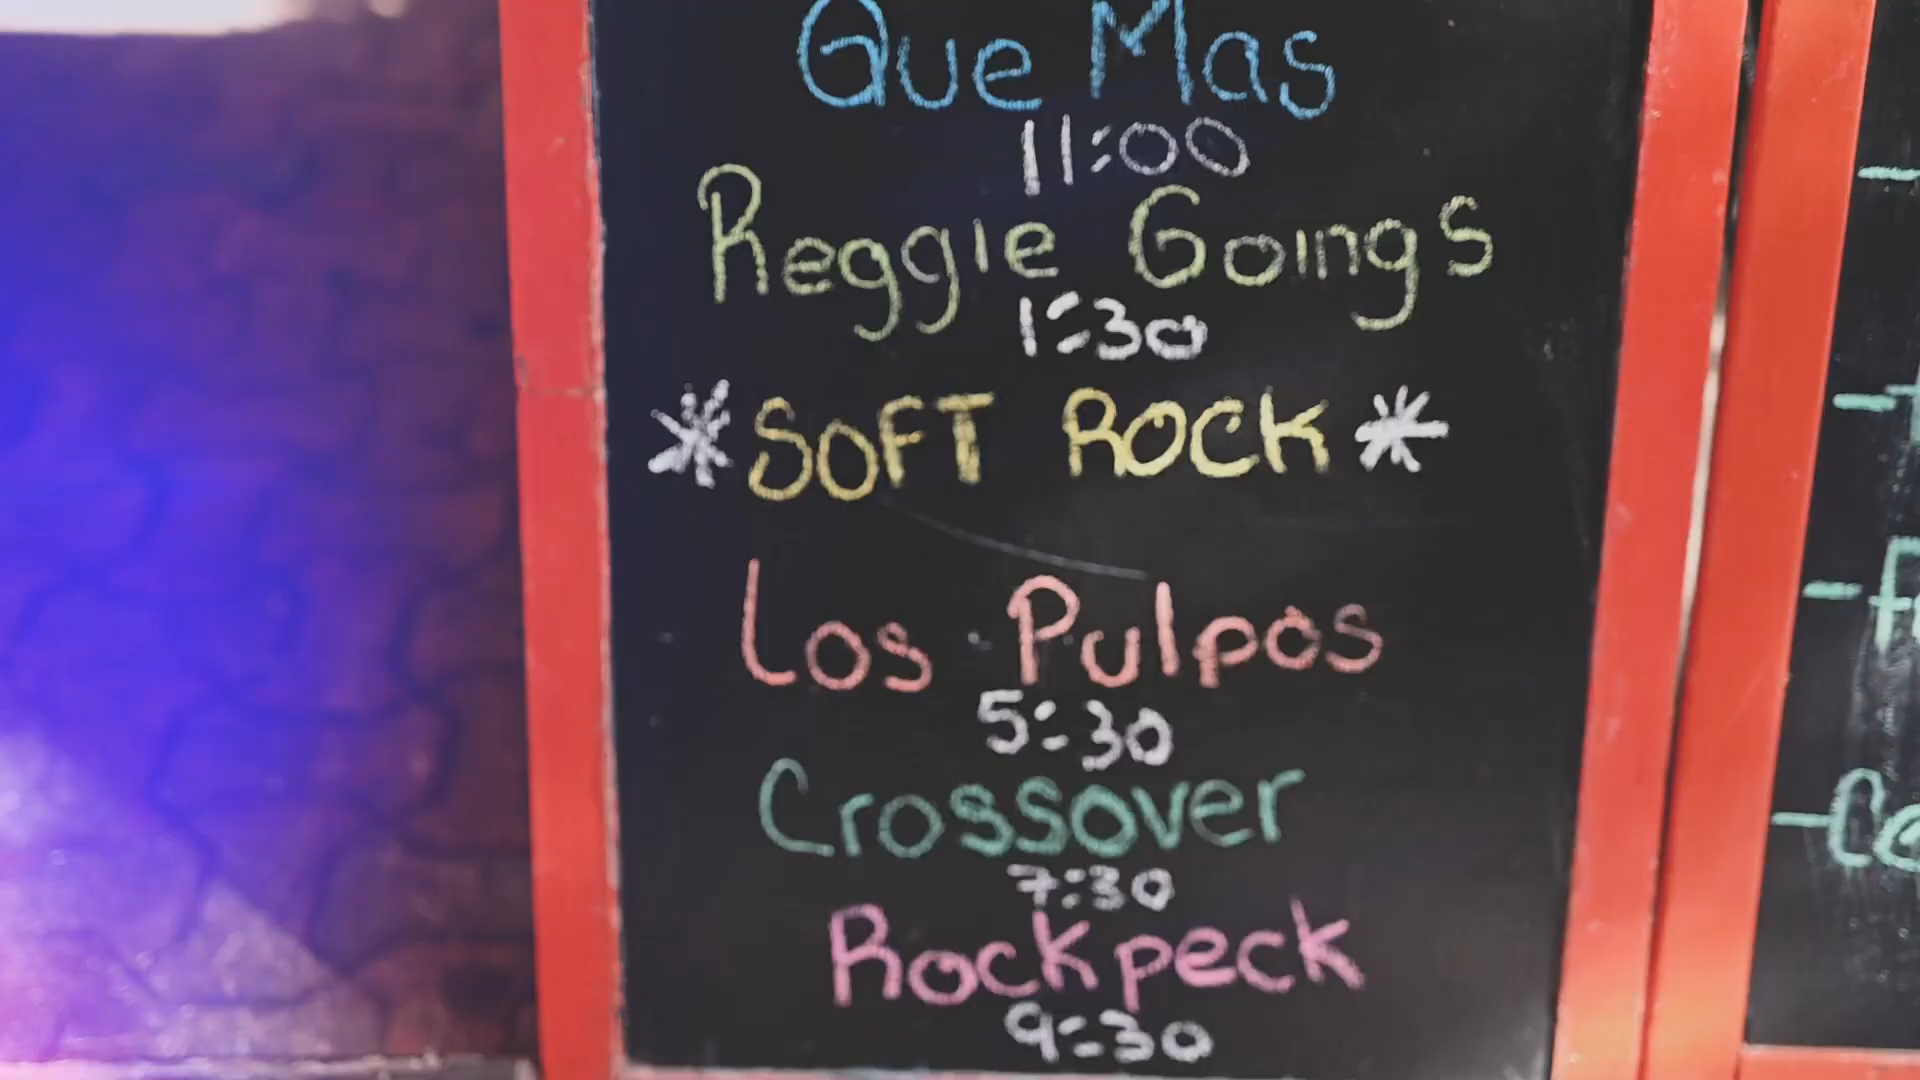 Que Mas
11:00
Reggie Goings
1:30
*SOFT ROCK*
Los Pulpos
5:30
Crossover
7:30
Rockpeck
9:30